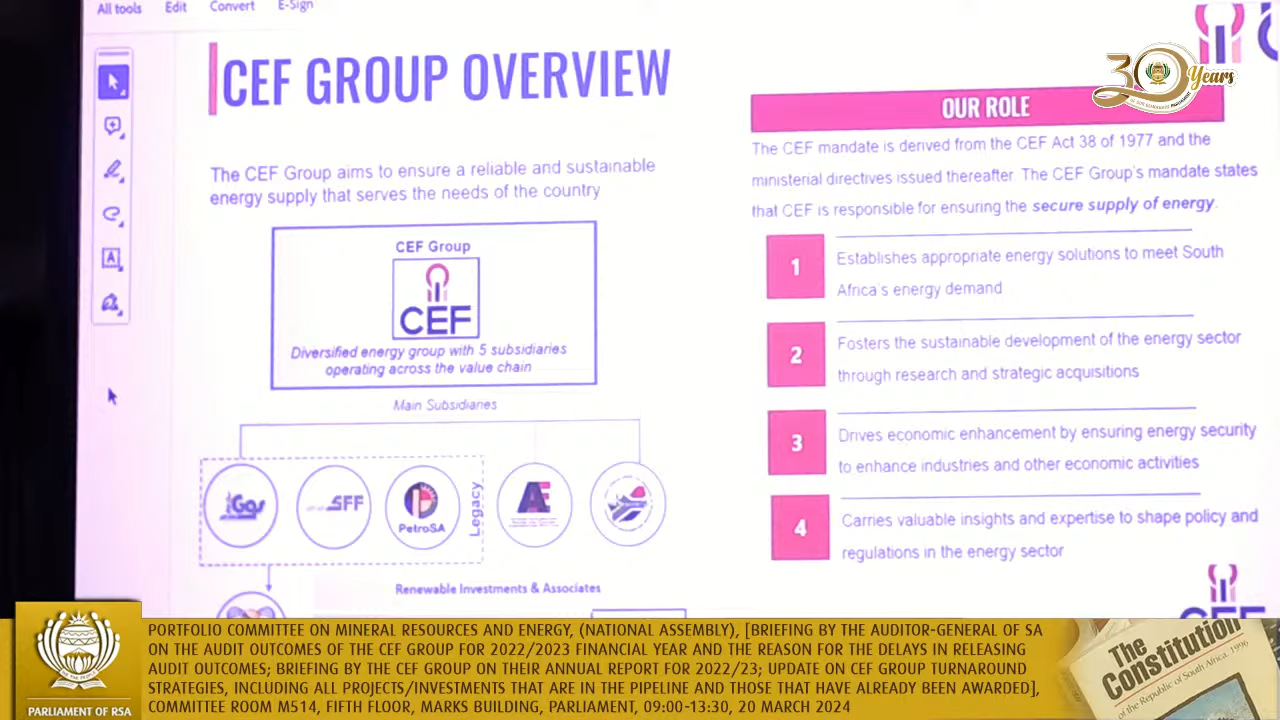 All tools Edit Convert E-Sign
CEF GROUP OVERVIEW
The CEF Group aims to ensure a reliable and sustainable
energy supply that serves the needs of the country
CEF Group
CEF
Diversified energy group with 5 subsidiaries
operating across the value chain
Main Subsidiaries
iGas
SFF
PetroSA
Legacy
AE
Renewable Investments & Associates
30 Years
OUR ROLE
The CEF mandate is derived from the CEF Act 38 of 1977 and the
ministerial directives issued thereafter. The CEF Group's mandate states
that CEF is responsible for ensuring the secure supply of energy.
1
Establishes appropriate energy solutions to meet South
Africa's energy demand
2
Fosters the sustainable development of the energy sector
through research and strategic acquisitions
3
Drives economic enhancement by ensuring energy security
to enhance industries and other economic activities
4
Carries valuable insights and expertise to shape policy and
regulations in the energy sector
CEF
PORTFOLIO COMMITTEE ON MINERAL RESOURCES AND ENERGY, (NATIONAL ASSEMBLY), [BRIEFING BY THE AUDITOR-GENERAL OF SA
ON THE AUDIT OUTCOMES OF THE CEF GROUP FOR 2022/2023 FINANCIAL YEAR AND THE REASON FOR THE DELAYS IN RELEASING
AUDIT OUTCOMES; BRIEFING BY THE CEF GROUP ON THEIR ANNUAL REPORT FOR 2022/23; UPDATE ON CEF GROUP TURNAROUND
STRATEGIES, INCLUDING ALL PROJECTS/INVESTMENTS THAT ARE IN THE PIPELINE AND THOSE THAT HAVE ALREADY BEEN AWARDED],
COMMITTEE ROOM M514, FIFTH FLOOR, MARKS BUILDING, PARLIAMENT, 09:00-13:30, 20 MARCH 2024
PARLIAMENT OF RSA
The
Constitution
of the Republic of South Africa, 1996